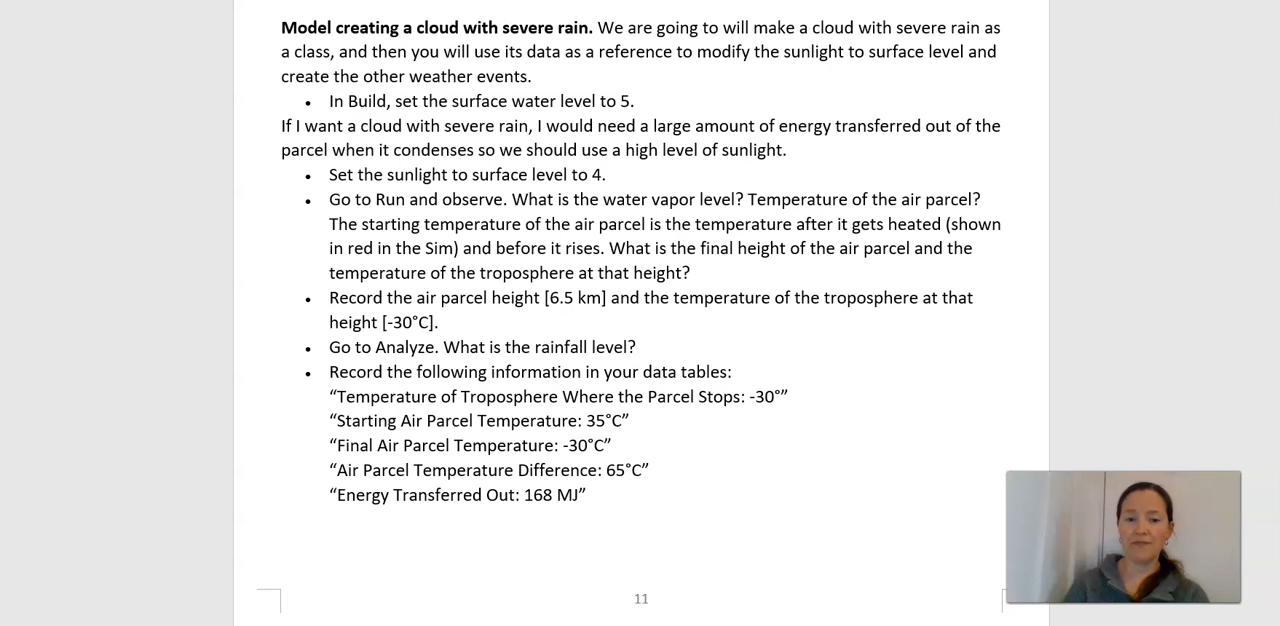 Model creating a cloud with severe rain. We are going to will make a cloud with severe rain as
a class, and then you will use its data as a reference to modify the sunlight to surface level and
create the other weather events.
• In Build, set the surface water level to 5.
If I want a cloud with severe rain, I would need a large amount of energy transferred out of the
parcel when it condenses so we should use a high level of sunlight.
• Set the sunlight to surface level to 4.
• Go to Run and observe. What is the water vapor level? Temperature of the air parcel?
The starting temperature of the air parcel is the temperature after it gets heated (shown
in red in the Sim) and before it rises. What is the final height of the air parcel and the
temperature of the troposphere at that height?
• Record the air parcel height [6.5 km] and the temperature of the troposphere at that
height [-30°C].
• Go to Analyze. What is the rainfall level?
• Record the following information in your data tables:
“Temperature of Troposphere Where the Parcel Stops: -30°”
“Starting Air Parcel Temperature: 35°C”
“Final Air Parcel Temperature: -30°C”
“Air Parcel Temperature Difference: 65°C”
“Energy Transferred Out: 168 MJ”
11